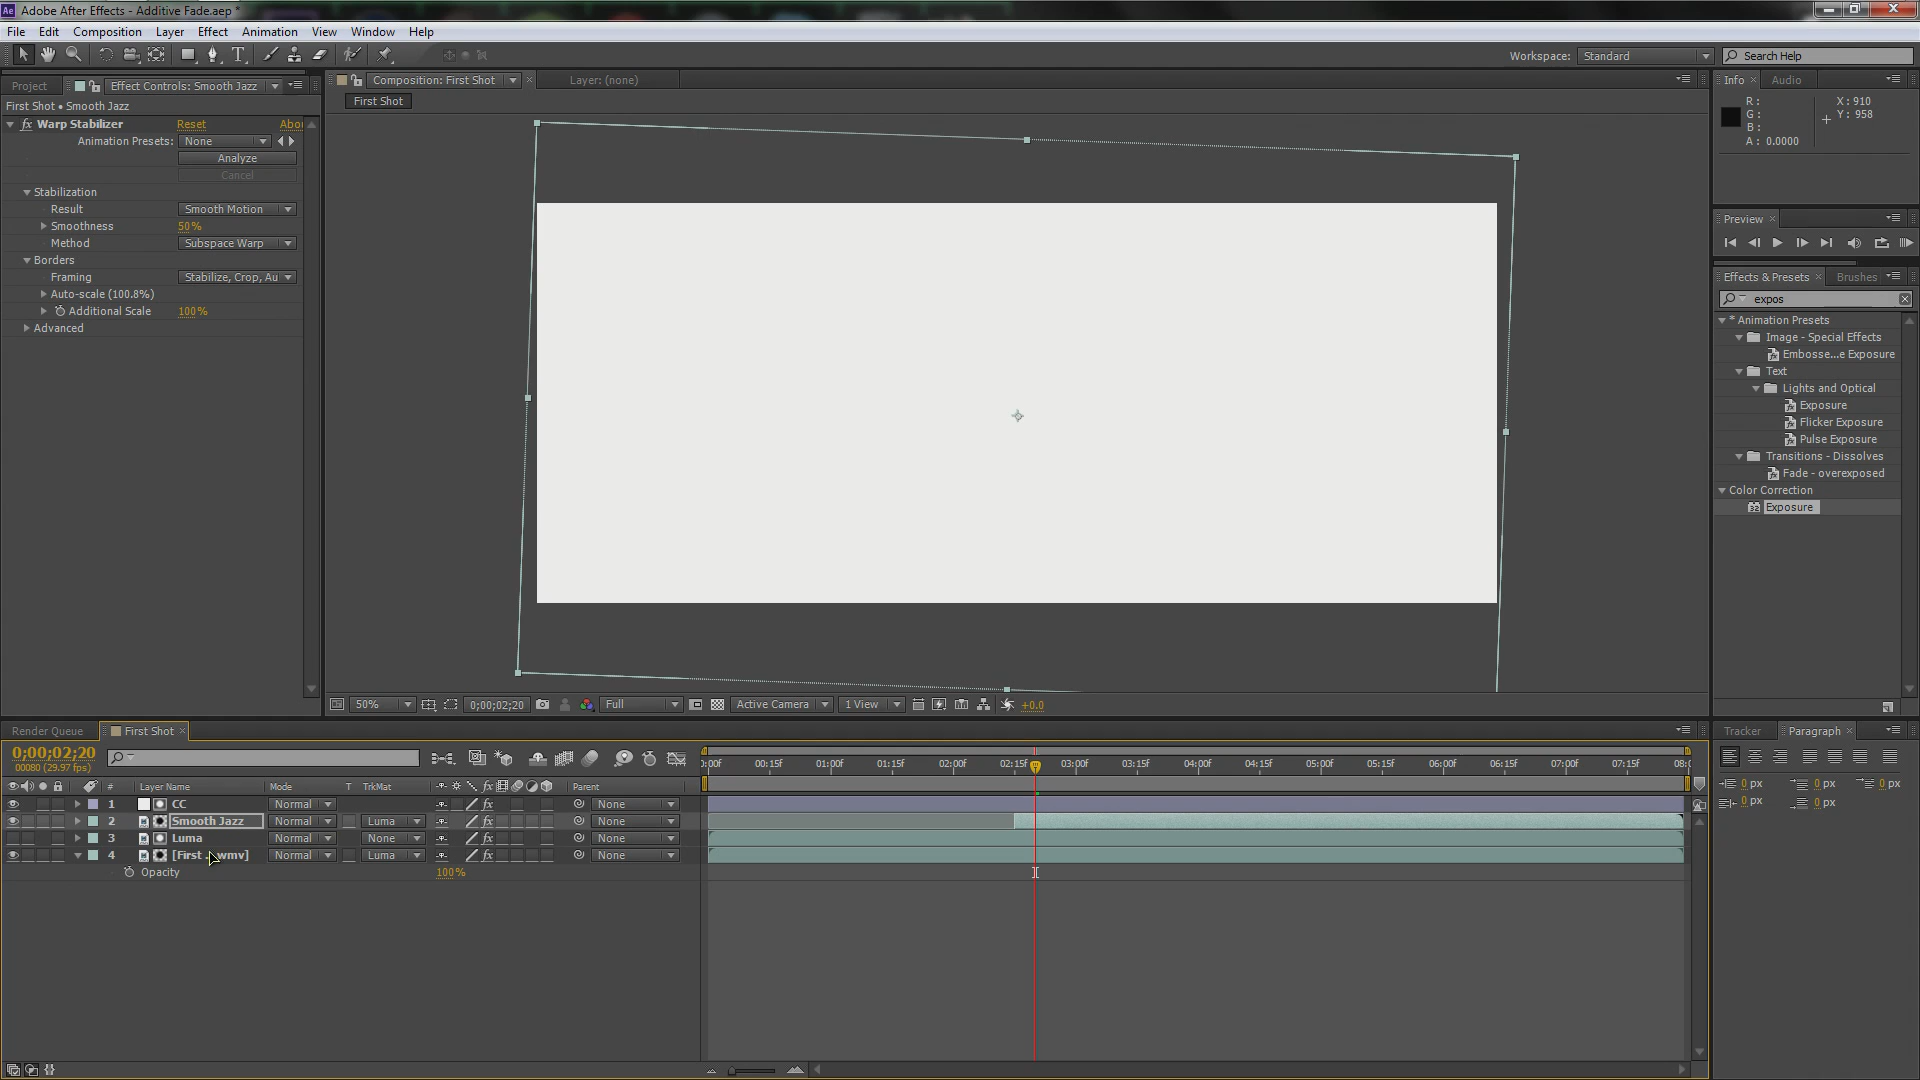 Adobe After Effects - Additive Fade.aep *
File Edit Composition Layer Effect Animation View Window Help
Workspace: Standard Search Help
Project Effect Controls: Smooth Jazz
Composition: First Shot Layer: (none)
Info Audio
First Shot • Smooth Jazz
First Shot
R: X: 910
G: Y: 958
B:
A: 0.0000
fx Warp Stabilizer Reset Abou
Animation Presets: None
Analyze
Cancel
Stabilization
Result Smooth Motion
Smoothness 50%
Method Subspace Warp
Borders
Framing Stabilize, Crop, Au
Auto-scale (100.8%)
Additional Scale 100%
Advanced
Preview
Effects & Presets Brushes
expos
* Animation Presets
Image - Special Effects
Embosse...e Exposure
Text
Lights and Optical
Exposure
Flicker Exposure
Pulse Exposure
Transitions - Dissolves
Fade - overexposed
Color Correction
Exposure
50% 0;00;02;20 Full Active Camera 1 View +0.0
Render Queue First Shot
Tracker Paragraph
0;00;02;20
00080 (29.97 fps)
:00F 00:15F 01:00F 01:15F 02:00F 02:15F 03:00F 03:15F 04:00F 04:15F 05:00F 05:15F 06:00F 06:15F 07:00F 07:15F 08:0
# Layer Name Mode T TrkMat fx Parent
1 CC Normal fx None
2 Smooth Jazz Normal Luma fx None
3 Luma Normal None fx None
4 [First ...wmv] Normal Luma fx None
Opacity 100%
0 px 0 px 0 px
0 px 0 px